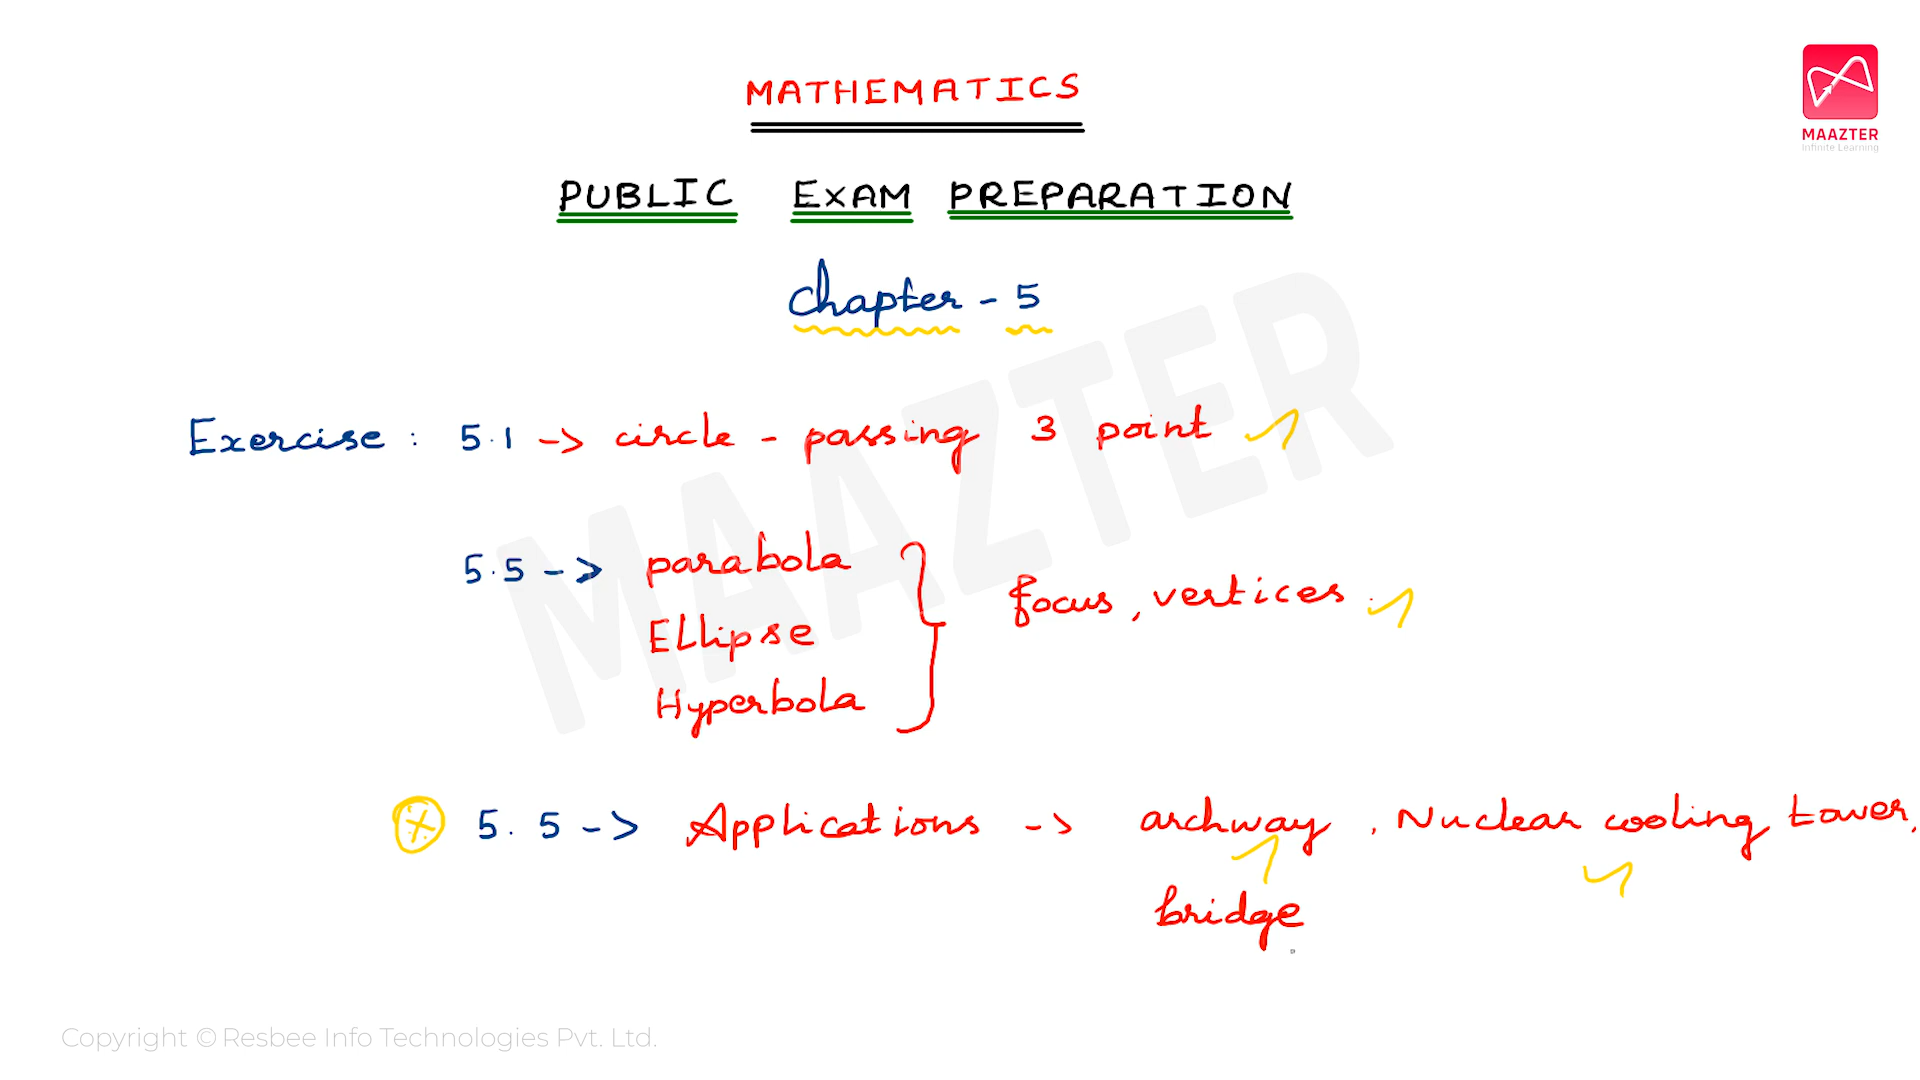 MATHEMATICS
MAAZTER
Infinite Learning
PUBLIC EXAM PREPARATION
Chapter - 5
Exercise : 5.1 -> circle - passing 3 point
5.5 -> parabola
Ellipse
Hyperbola
focus, vertices.
5.5 -> Applications -> archway, Nuclear cooling tower,
bridge
MAAZTER
Copyright © Resbee Info Technologies Pvt. Ltd.